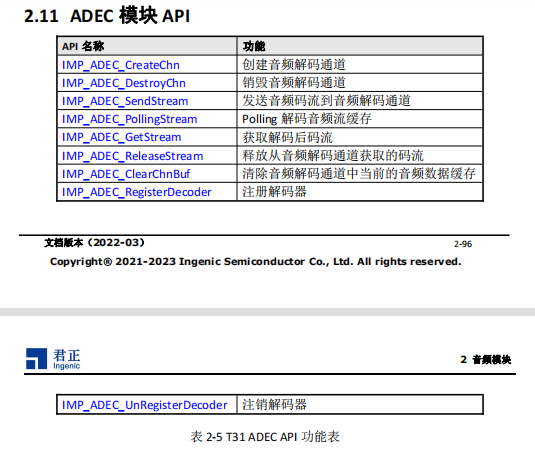 2.11 ADEC 模块 API
API 名称 功能
IMP_ADEC_CreateChn 创建音频解码通道
IMP_ADEC_DestroyChn 销毁音频解码通道
IMP_ADEC_SendStream 发送音频码流到音频解码通道
IMP_ADEC_PollingStream Polling 解码音频流缓存
IMP_ADEC_GetStream 获取解码后码流
IMP_ADEC_ReleaseStream 释放从音频解码通道获取的码流
IMP_ADEC_ClearChnBuf 清除音频解码通道中当前的音频数据缓存
IMP_ADEC_RegisterDecoder 注册解码器
文档版本（2022-03） 2-96
Copyright® 2021-2023 Ingenic Semiconductor Co., Ltd. All rights reserved.
君正
Ingenic
2 音频模块
IMP_ADEC_UnRegisterDecoder 注销解码器
表 2-5 T31 ADEC API 功能表